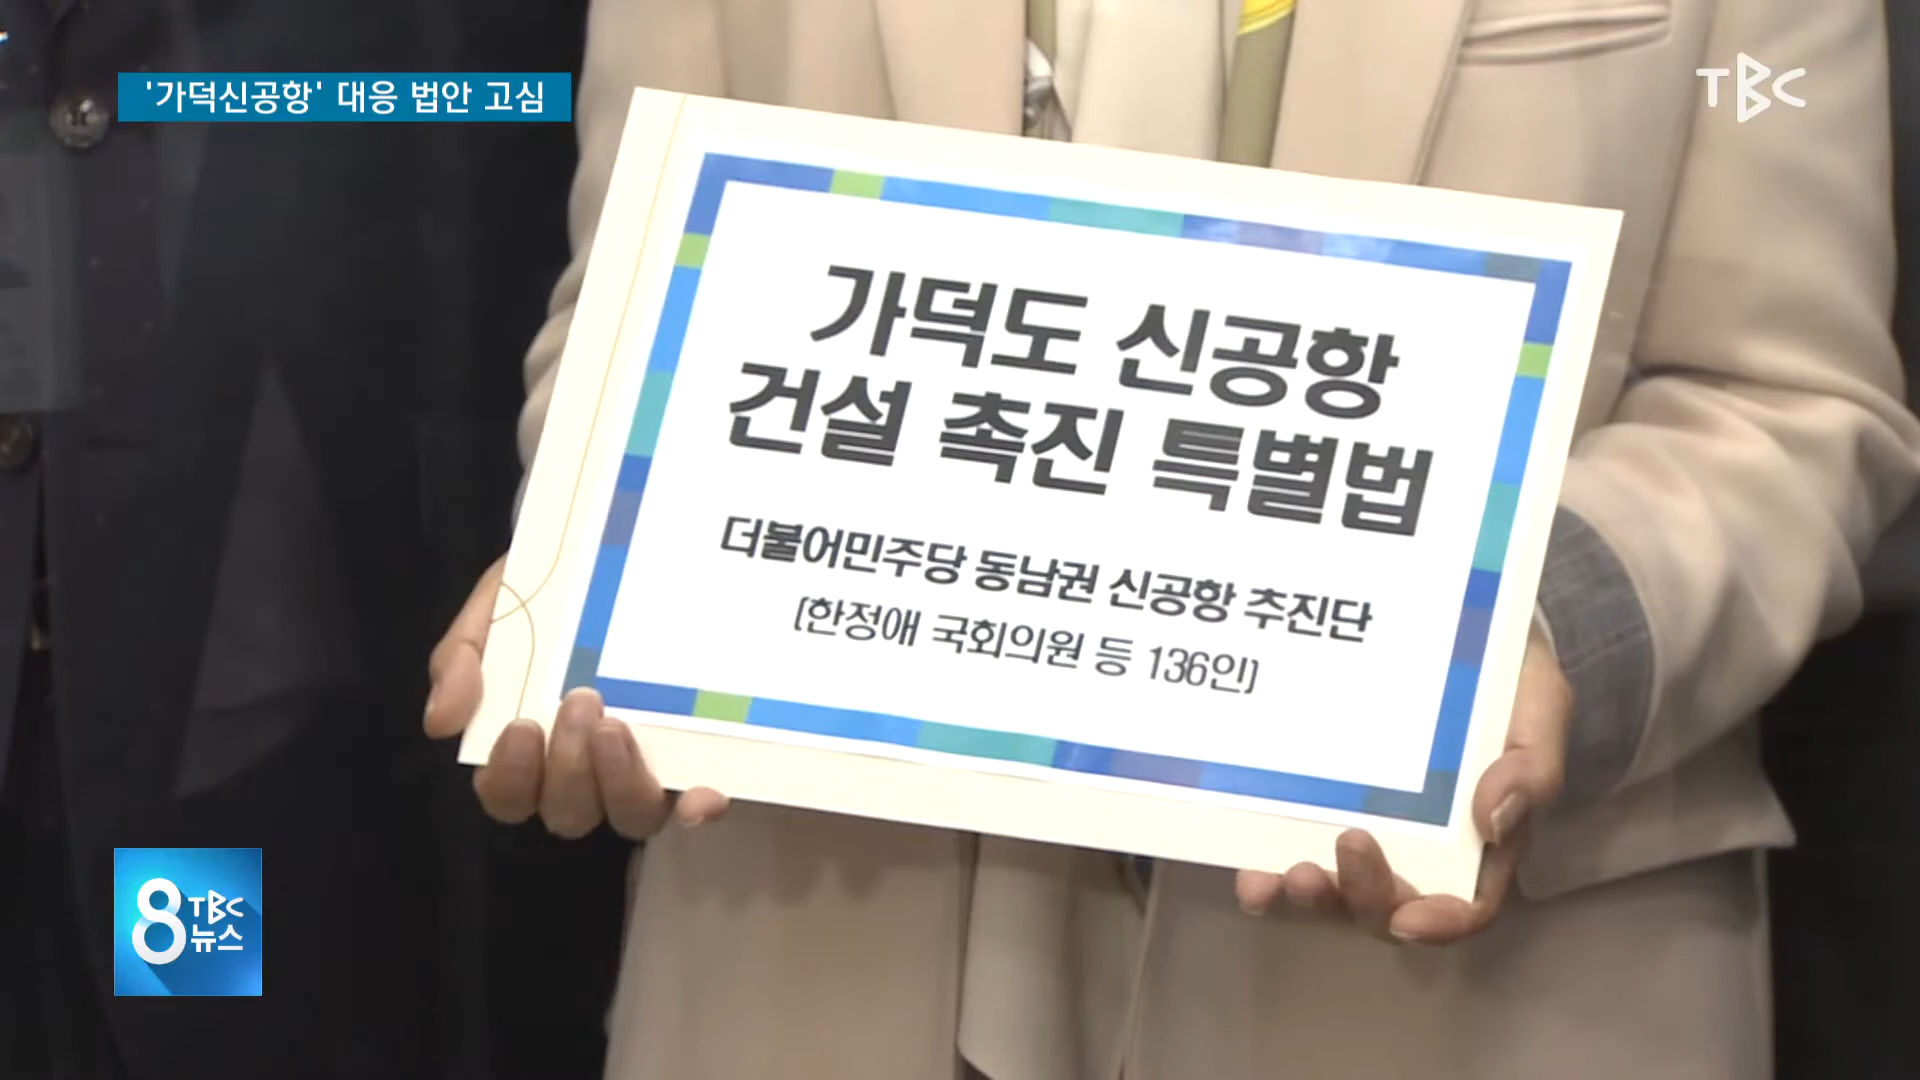 '가덕신공항' 대응 법안 고심
TBC
가덕도 신공항
건설 촉진 특별법
더불어민주당 동남권 신공항 추진단
[한정애 국회의원 등 136인]
8 TBC
뉴스